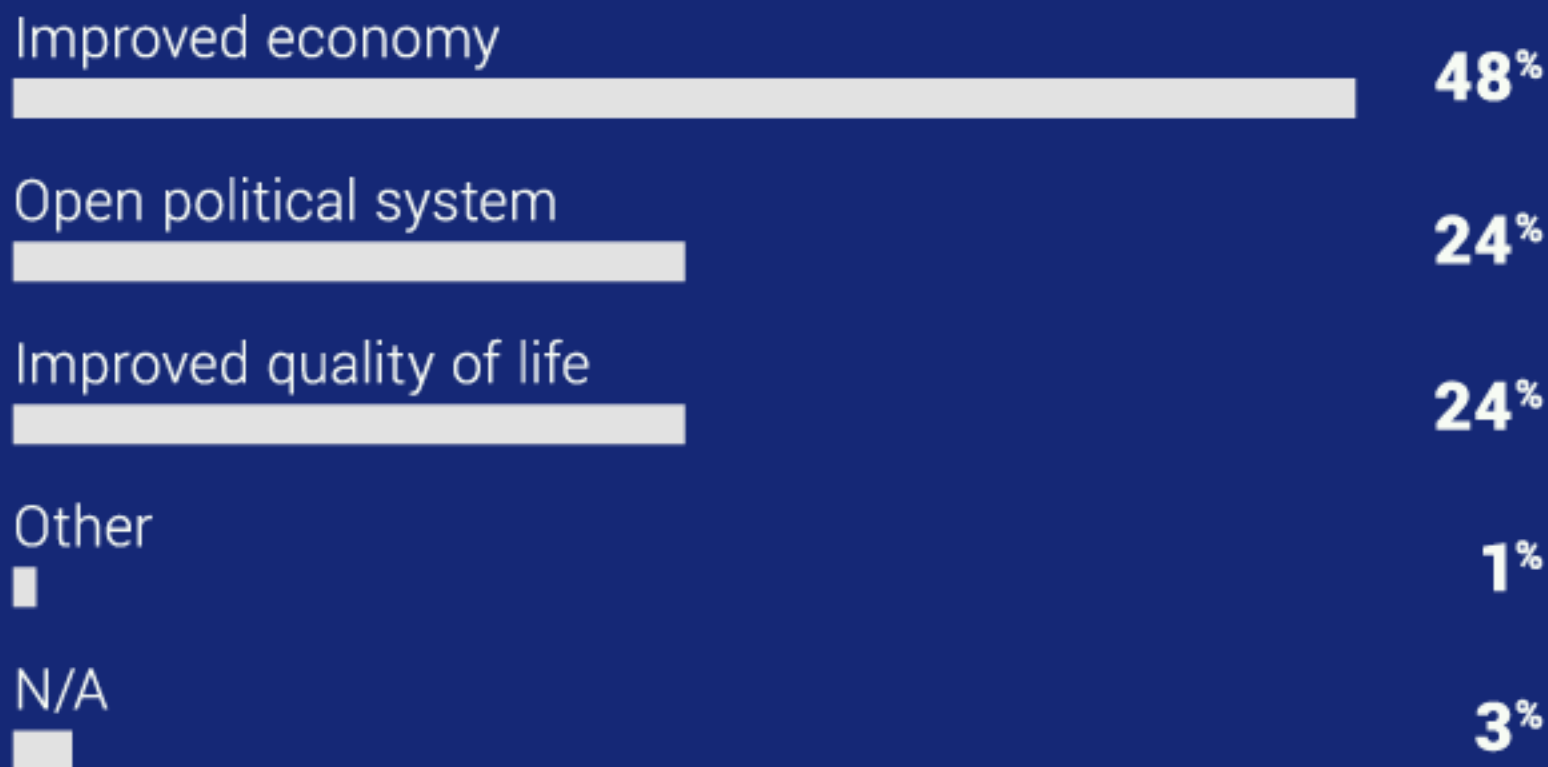 Improved economy
48%
Open political system
24%
Improved quality of life
24%
Other
1%
N/A
3%